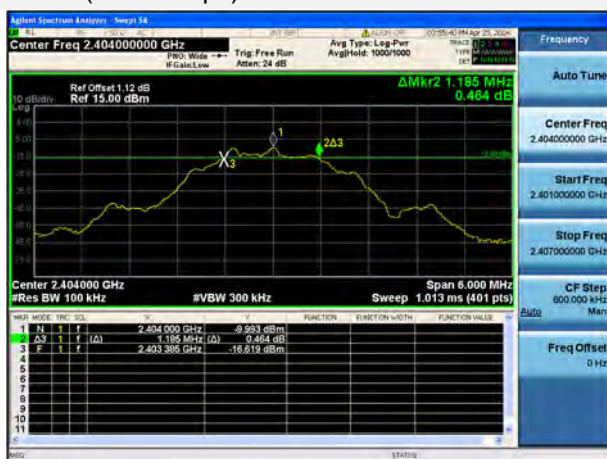 Agilent Spectrum Analyzer - Swept SA
03:55:40 PM Apr 25, 2024
Center Freq 2.404000000 GHz
PNO: Wide
IFGain:Low
Trig: Free Run
Atten: 24 dB
Avg Type: Log-Pwr
Avg|Hold: 1000/1000
TRACE
TYPE
DET
Ref Offset 1.12 dB
10 dB/div
Ref 15.00 dBm
Log
ΔMkr2 1.185 MHz
0.464 dB
1
2Δ3
3
Center 2.404000 GHz
Span 6.000 MHz
#Res BW 100 kHz
#VBW 300 kHz
Sweep 1.013 ms (401 pts)
MKR MODE TRC SCL X Y FUNCTION FUNCTION WIDTH FUNCTION VALUE
1 N 1 f 2.404 000 GHz -9.993 dBm
2 Δ3 1 f (Δ) 1.185 MHz (Δ) 0.464 dB
3 F 1 f 2.403 385 GHz -16.619 dBm
4
5
6
7
8
9
10
11
MSG
STATUS
Frequency
Auto Tune
Center Freq
2.404000000 GHz
Start Freq
2.401000000 GHz
Stop Freq
2.407000000 GHz
CF Step
600.000 kHz
Auto Man
Freq Offset
0 Hz